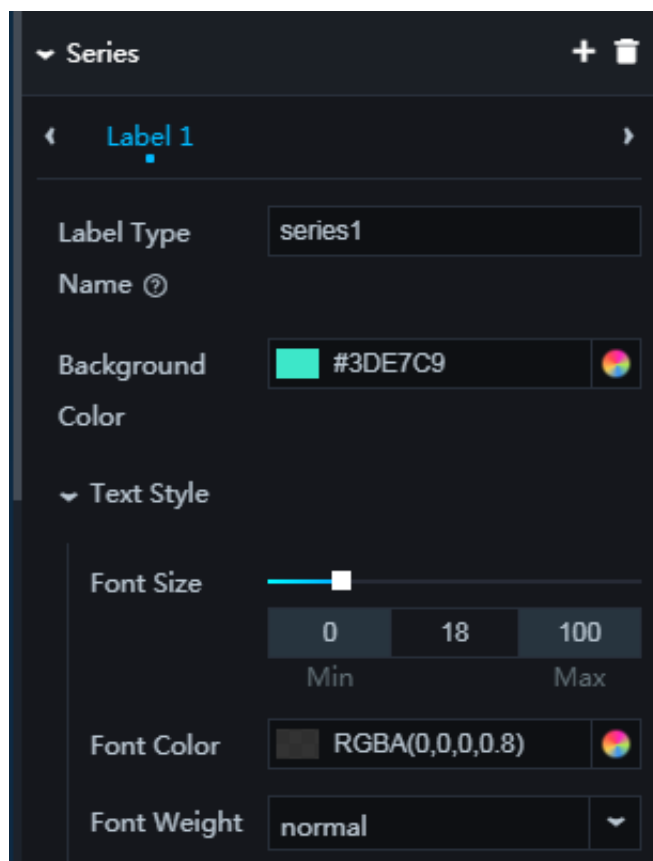 Series
Label 1
Label Type series1
Name
Background #3DE7C9
Color
Text Style
Font Size
0 18 100
Min Max
Font Color RGBA(0,0,0,0.8)
Font Weight normal